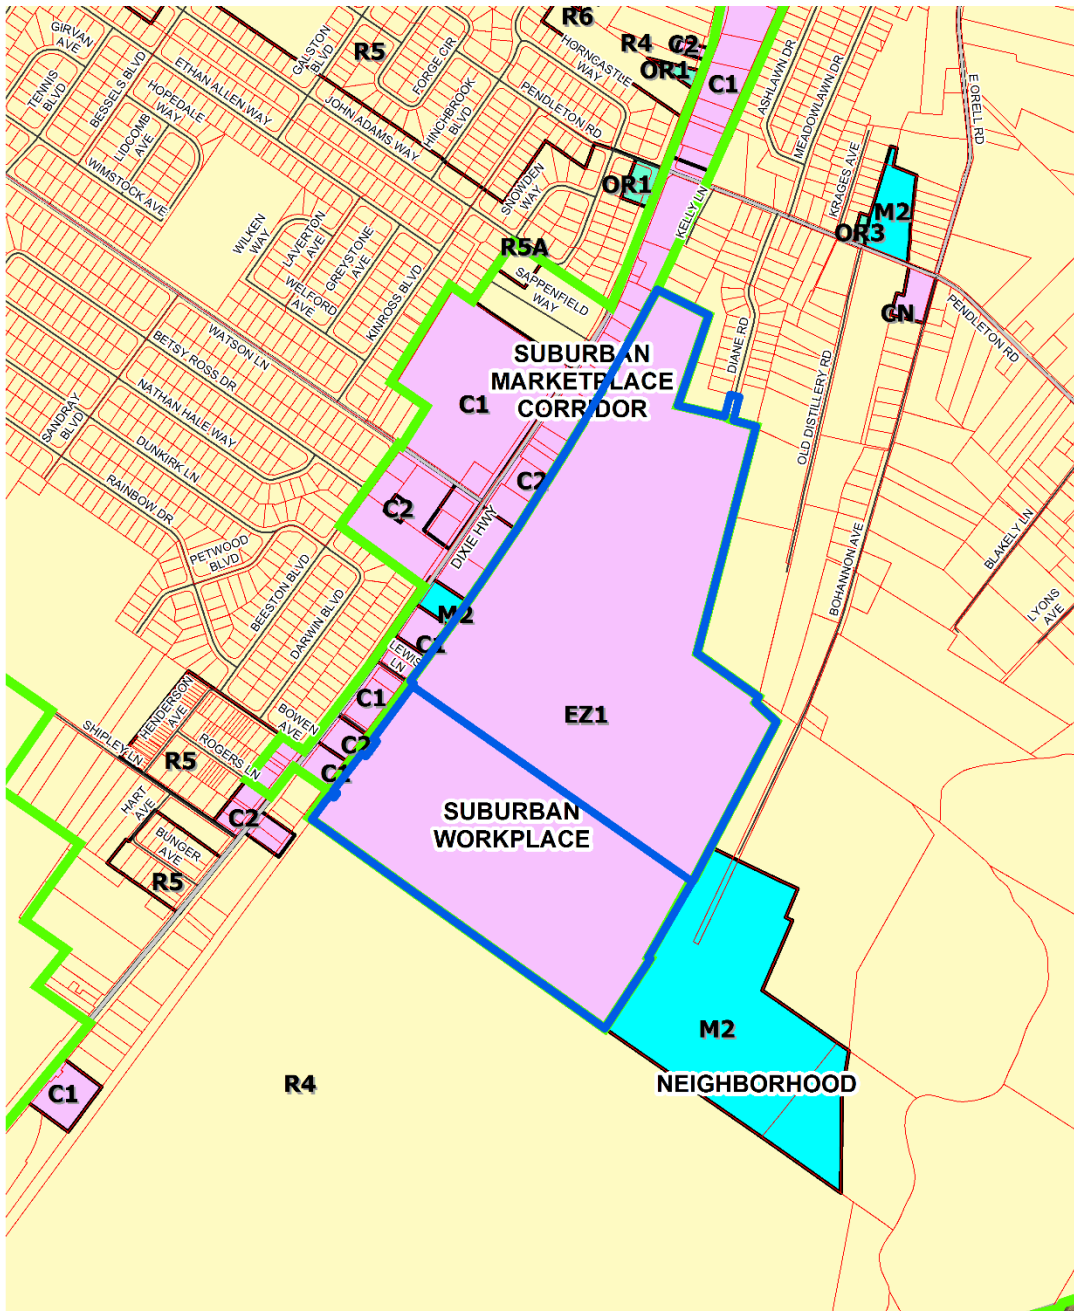 R6
GIRVAN
AVE
GALSTON
BLVD
R5
FORGE CIR
R4
C2
HORNCASTLE
WAY
OR1
C1
ASHLAWN DR
MEADOWLAWN DR
E ORELL RD
TENNIS
BLVD
BESSELS BLVD
ETHAN ALLEN WAY
HOPEDALE
WAY
LIDCOMB
AVE
JOHN ADAMS WAY
HINCHBROOK
BLVD
PENDLETON RD
WIMSTOCK AVE
SNOWDEN
WAY
OR1
KELLY LN
KRAGES AVE
M2
OR3
WILKEN
WAY
LAVERTON
AVE
GREYSTONE
AVE
WELFORD
AVE
KINROSS BLVD
R5A
SAPPENFIELD
WAY
CN
PENDLETON RD
WATSON LN
BETSY ROSS DR
SUBURBAN
MARKETPLACE
CORRIDOR
DIANE RD
OLD DISTILLERY RD
SANDRAY
BLVD
NATHAN HALE WAY
C1
DUNKIRK LN
RAINBOW DR
C2
C2
DIXIE HWY
PETWOOD
BLVD
BEESTON BLVD
DARWIN BLVD
BOHANNON AVE
BLAKELY LN
LYONS
AVE
M2
C1
LEWIS
LN
C1
EZ1
HENDERSON
AVE
BOWEN
AVE
SHIPLEY LN
ROGERS LN
R5
C2
C1
HART
AVE
C2
SUBURBAN
WORKPLACE
BUNGER
AVE
R5
M2
R4
NEIGHBORHOOD
C1